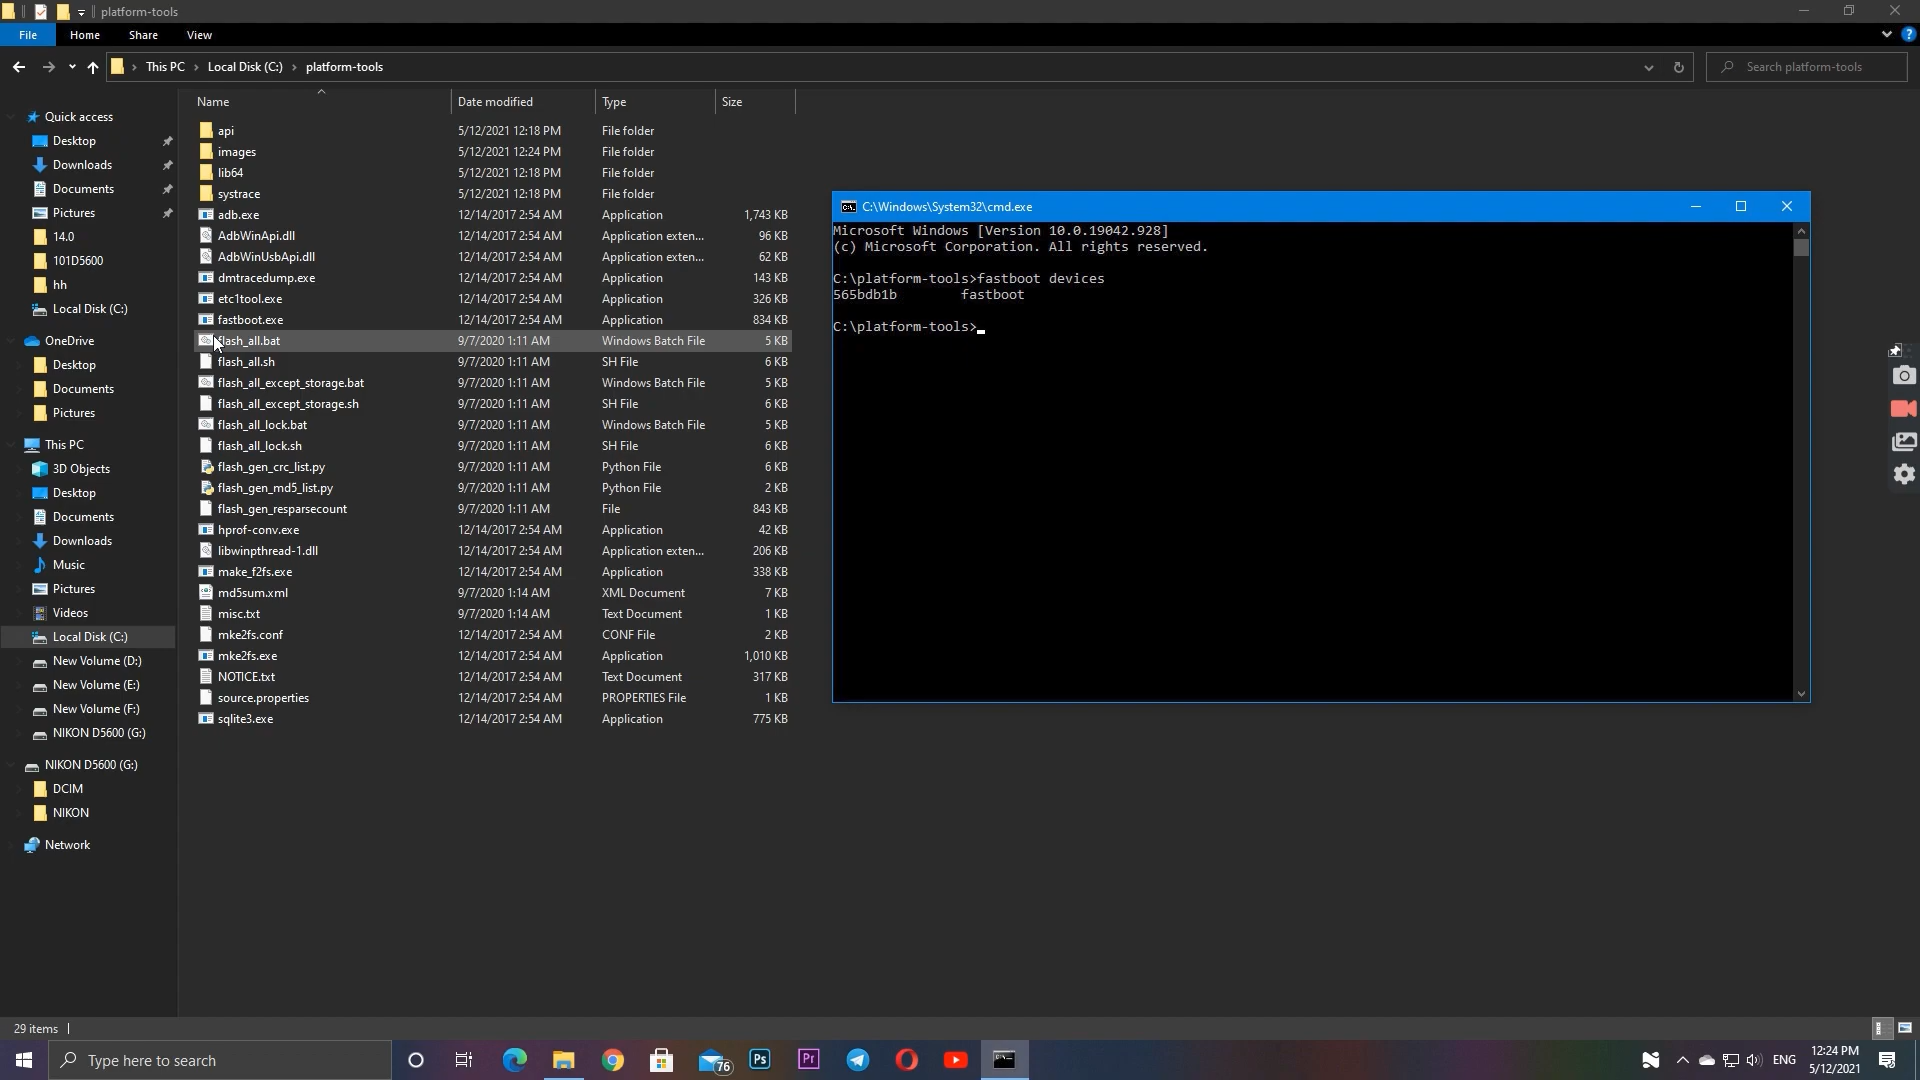 platform-tools
File Home Share View
This PC Local Disk (C:) platform-tools
Search platform-tools
Name Date modified Type Size
Quick access
Desktop
Downloads
Documents
Pictures
14.0
101D5600
hh
Local Disk (C:)
OneDrive
Desktop
Documents
Pictures
This PC
3D Objects
Desktop
Documents
Downloads
Music
Pictures
Videos
Local Disk (C:)
New Volume (D:)
New Volume (E:)
New Volume (F:)
NIKON D5600 (G:)
NIKON D5600 (G:)
DCIM
NIKON
Network
api 5/12/2021 12:18 PM File folder
images 5/12/2021 12:24 PM File folder
lib64 5/12/2021 12:18 PM File folder
systrace 5/12/2021 12:18 PM File folder
adb.exe 12/14/2017 2:54 AM Application 1,743 KB
AdbWinApi.dll 12/14/2017 2:54 AM Application exten... 96 KB
AdbWinUsbApi.dll 12/14/2017 2:54 AM Application exten... 62 KB
dmtracedump.exe 12/14/2017 2:54 AM Application 143 KB
etc1tool.exe 12/14/2017 2:54 AM Application 326 KB
fastboot.exe 12/14/2017 2:54 AM Application 834 KB
flash_all.bat 9/7/2020 1:11 AM Windows Batch File 5 KB
flash_all.sh 9/7/2020 1:11 AM SH File 6 KB
flash_all_except_storage.bat 9/7/2020 1:11 AM Windows Batch File 5 KB
flash_all_except_storage.sh 9/7/2020 1:11 AM SH File 6 KB
flash_all_lock.bat 9/7/2020 1:11 AM Windows Batch File 5 KB
flash_all_lock.sh 9/7/2020 1:11 AM SH File 6 KB
flash_gen_crc_list.py 9/7/2020 1:11 AM Python File 6 KB
flash_gen_md5_list.py 9/7/2020 1:11 AM Python File 2 KB
flash_gen_resparsecount 9/7/2020 1:11 AM File 843 KB
hprof-conv.exe 12/14/2017 2:54 AM Application 42 KB
libwinpthread-1.dll 12/14/2017 2:54 AM Application exten... 206 KB
make_f2fs.exe 12/14/2017 2:54 AM Application 338 KB
md5sum.xml 9/7/2020 1:14 AM XML Document 7 KB
misc.txt 9/7/2020 1:14 AM Text Document 1 KB
mke2fs.conf 12/14/2017 2:54 AM CONF File 2 KB
mke2fs.exe 12/14/2017 2:54 AM Application 1,010 KB
NOTICE.txt 12/14/2017 2:54 AM Text Document 317 KB
source.properties 12/14/2017 2:54 AM PROPERTIES File 1 KB
sqlite3.exe 12/14/2017 2:54 AM Application 775 KB
C:\Windows\System32\cmd.exe
Microsoft Windows [Version 10.0.19042.928]
(c) Microsoft Corporation. All rights reserved.
C:\platform-tools>fastboot devices
565bdb1b fastboot
C:\platform-tools>
29 items
Type here to search
76
Ps
Pr
ENG
12:24 PM
5/12/2021